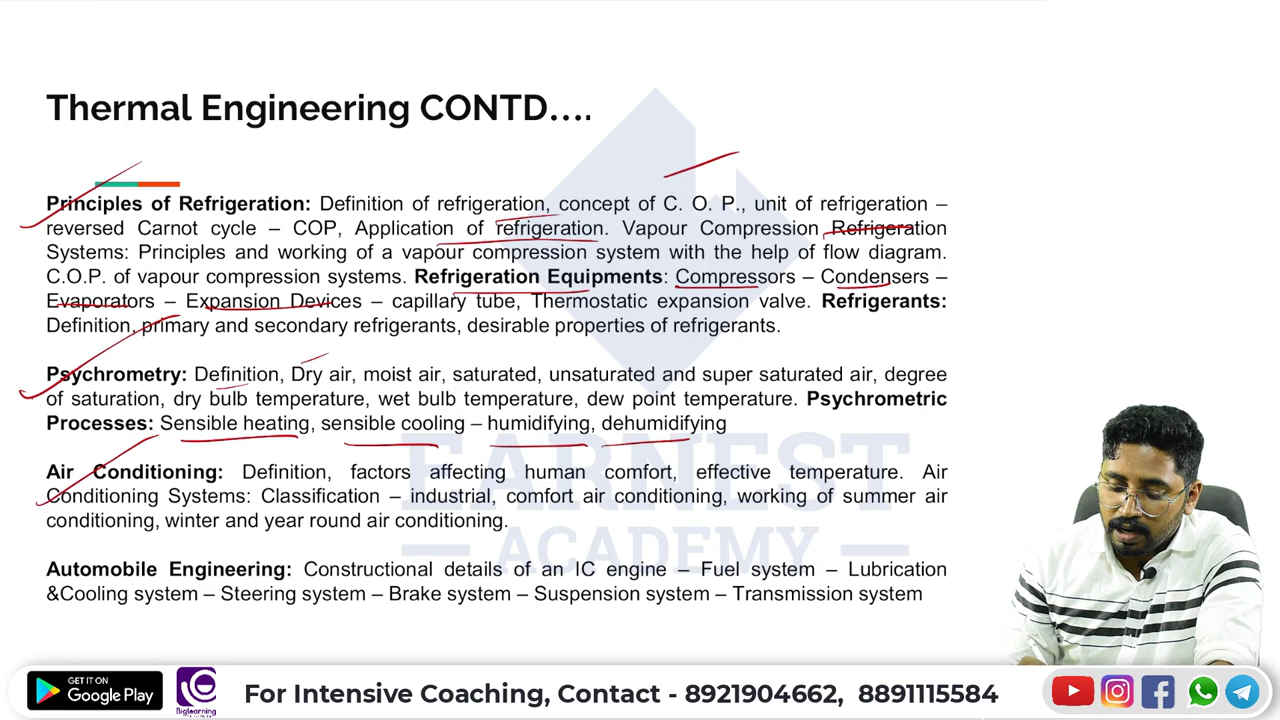 Thermal Engineering CONTD....
Principles of Refrigeration: Definition of refrigeration, concept of C. O. P., unit of refrigeration –
reversed Carnot cycle – COP, Application of refrigeration. Vapour Compression Refrigeration
Systems: Principles and working of a vapour compression system with the help of flow diagram.
C.O.P. of vapour compression systems. Refrigeration Equipments: Compressors – Condensers –
Evaporators – Expansion Devices – capillary tube, Thermostatic expansion valve. Refrigerants:
Definition, primary and secondary refrigerants, desirable properties of refrigerants.
Psychrometry: Definition, Dry air, moist air, saturated, unsaturated and super saturated air, degree
of saturation, dry bulb temperature, wet bulb temperature, dew point temperature. Psychrometric
Processes: Sensible heating, sensible cooling – humidifying, dehumidifying
Air Conditioning: Definition, factors affecting human comfort, effective temperature. Air
Conditioning Systems: Classification – industrial, comfort air conditioning, working of summer air
conditioning, winter and year round air conditioning.
Automobile Engineering: Constructional details of an IC engine – Fuel system – Lubrication
&Cooling system – Steering system – Brake system – Suspension system – Transmission system
EARNEST
ACADEMY
GET IT ON
Google Play
Biglearning
For Intensive Coaching, Contact - 8921904662, 8891115584